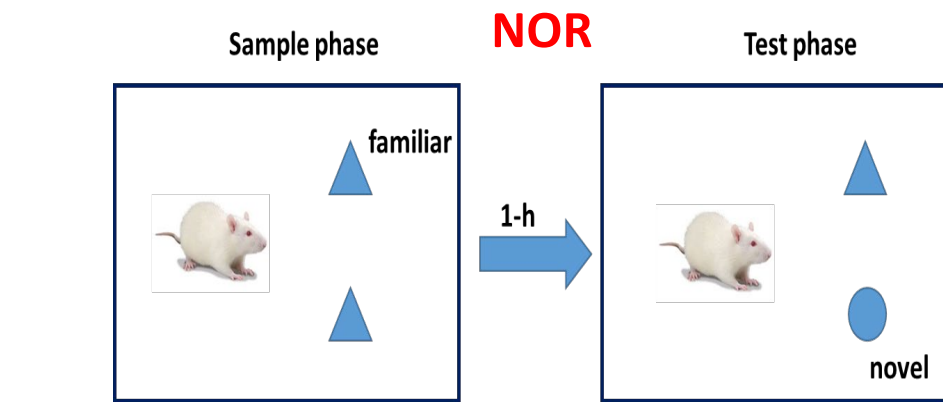 NOR
Sample phase
Test phase
familiar
1-h
novel